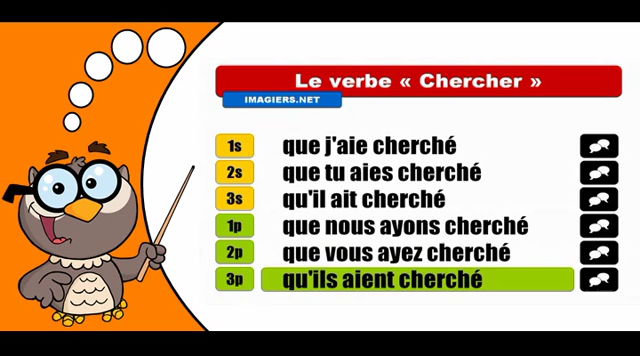 Le verbe « Chercher »
IMAGIERS.NET
1s que j'aie cherché
2s que tu aies cherché
3s qu'il ait cherché
1p que nous ayons cherché
2p que vous ayez cherché
3p qu'ils aient cherché